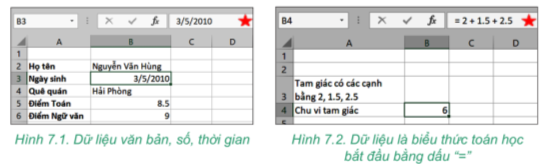 B3 fx 3/5/2010
A B C D
1
2 Họ tên Nguyễn Văn Hùng
3 Ngày sinh 3/5/2010
4 Quê quán Hải Phòng
5 Điểm Toán 8.5
6 Điểm Ngữ văn 9
Hình 7.1. Dữ liệu văn bản, số, thời gian
B4 fx = 2 + 1.5 + 2.5
A B C D
1
2
Tam giác có các cạnh
3 bằng 2, 1.5, 2.5
4 Chu vi tam giác 6
Hình 7.2. Dữ liệu là biểu thức toán học
bắt đầu bằng dấu “=”